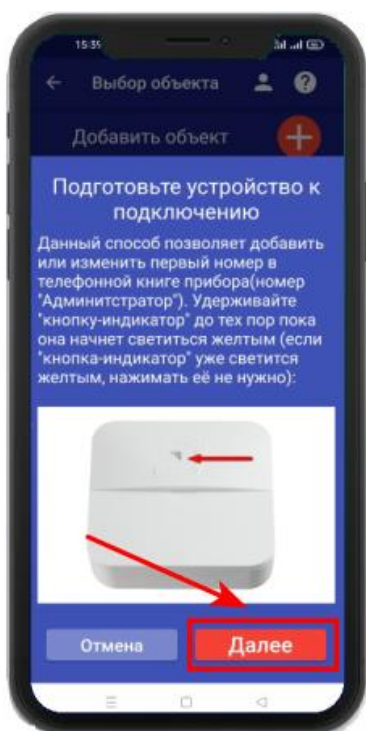 15:39
Выбор объекта
Добавить объект
Подготовьте устройство к
подключению
Данный способ позволяет добавить
или изменить первый номер в
телефонной книге прибора(номер
"Админитстратор"). Удерживайте
"кнопку-индикатор" до тех пор пока
она начнет светиться желтым (если
"кнопка-индикатор" уже светится
желтым, нажимать её не нужно):
Отмена
Далее